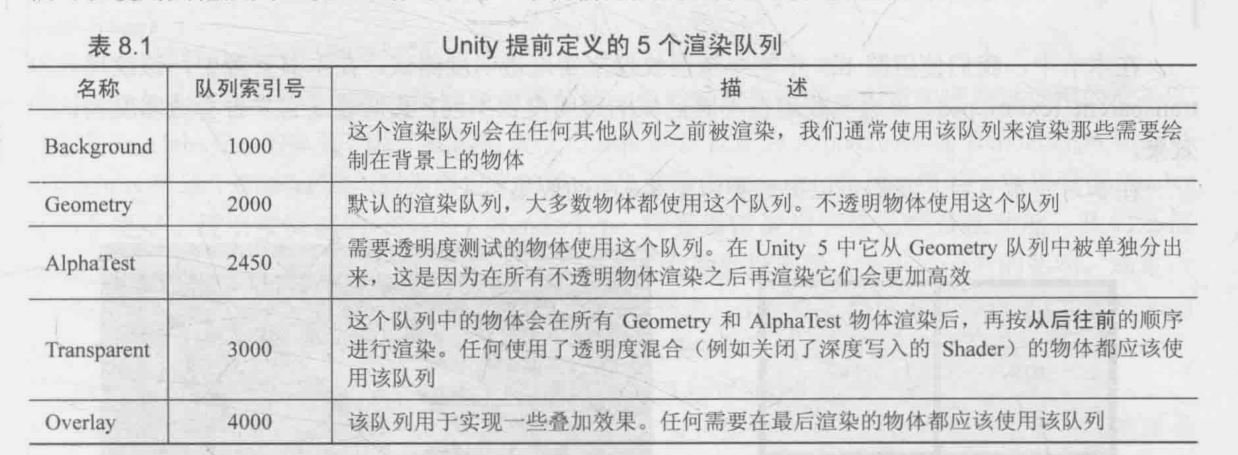 表 8.1 Unity 提前定义的 5 个渲染队列
名称 队列索引号 描 述
Background 1000 这个渲染队列会在任何其他队列之前被渲染，我们通常使用该队列来渲染那些需要绘
制在背景上的物体
Geometry 2000 默认的渲染队列，大多数物体都使用这个队列。不透明物体使用这个队列
AlphaTest 2450 需要透明度测试的物体使用这个队列。在 Unity 5 中它从 Geometry 队列中被单独分出
来，这是因为在所有不透明物体渲染之后再渲染它们会更加高效
Transparent 3000 这个队列中的物体会在所有 Geometry 和 AlphaTest 物体渲染后，再按从后往前的顺序
进行渲染。任何使用了透明度混合（例如关闭了深度写入的 Shader）的物体都应该使
用该队列
Overlay 4000 该队列用于实现一些叠加效果。任何需要在最后渲染的物体都应该使用该队列